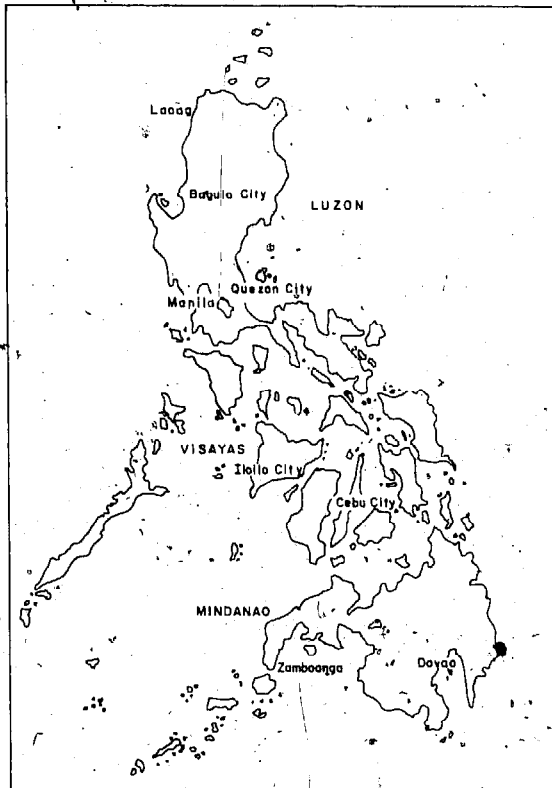 Laoag
Baguio City
LUZON
Quezon City
Manila
VISAYAS
Iloilo City
Cebu City
MINDANAO
Zamboanga
Davao